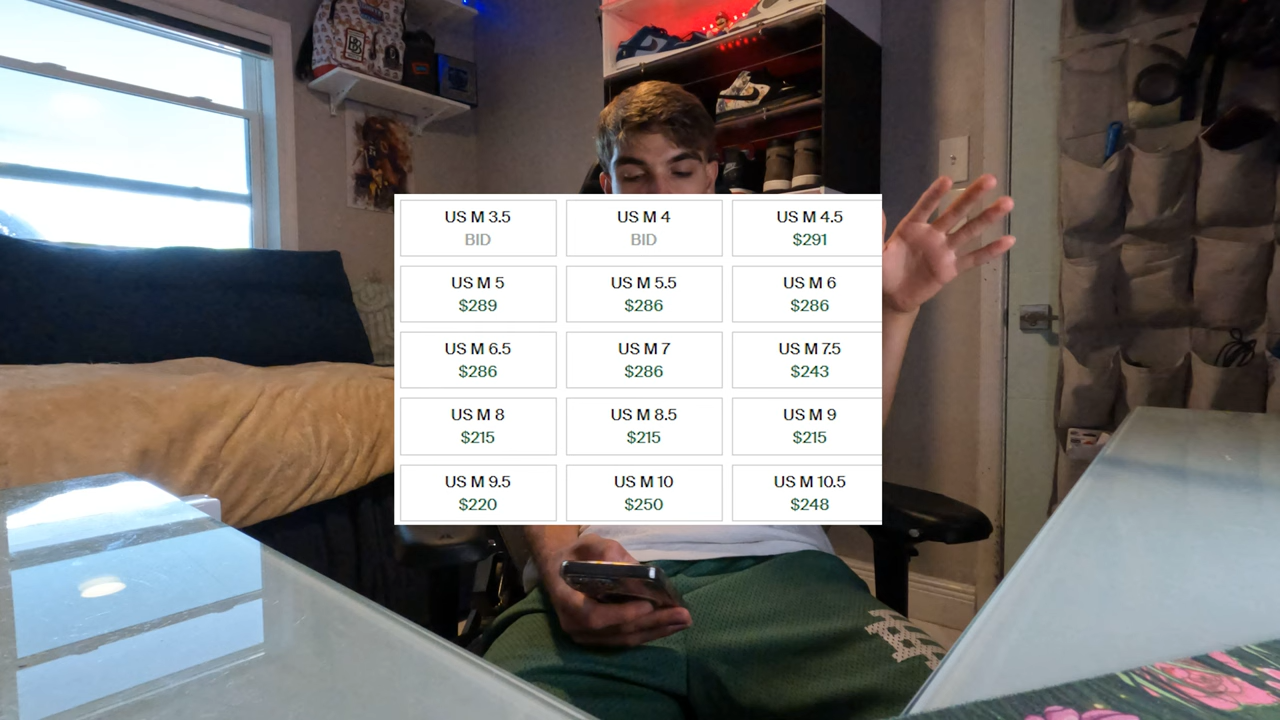 US M 3.5
BID
US M 4
BID
US M 4.5
$291
US M 5
$289
US M 5.5
$286
US M 6
$286
US M 6.5
$286
US M 7
$286
US M 7.5
$243
US M 8
$215
US M 8.5
$215
US M 9
$215
US M 9.5
$220
US M 10
$250
US M 10.5
$248